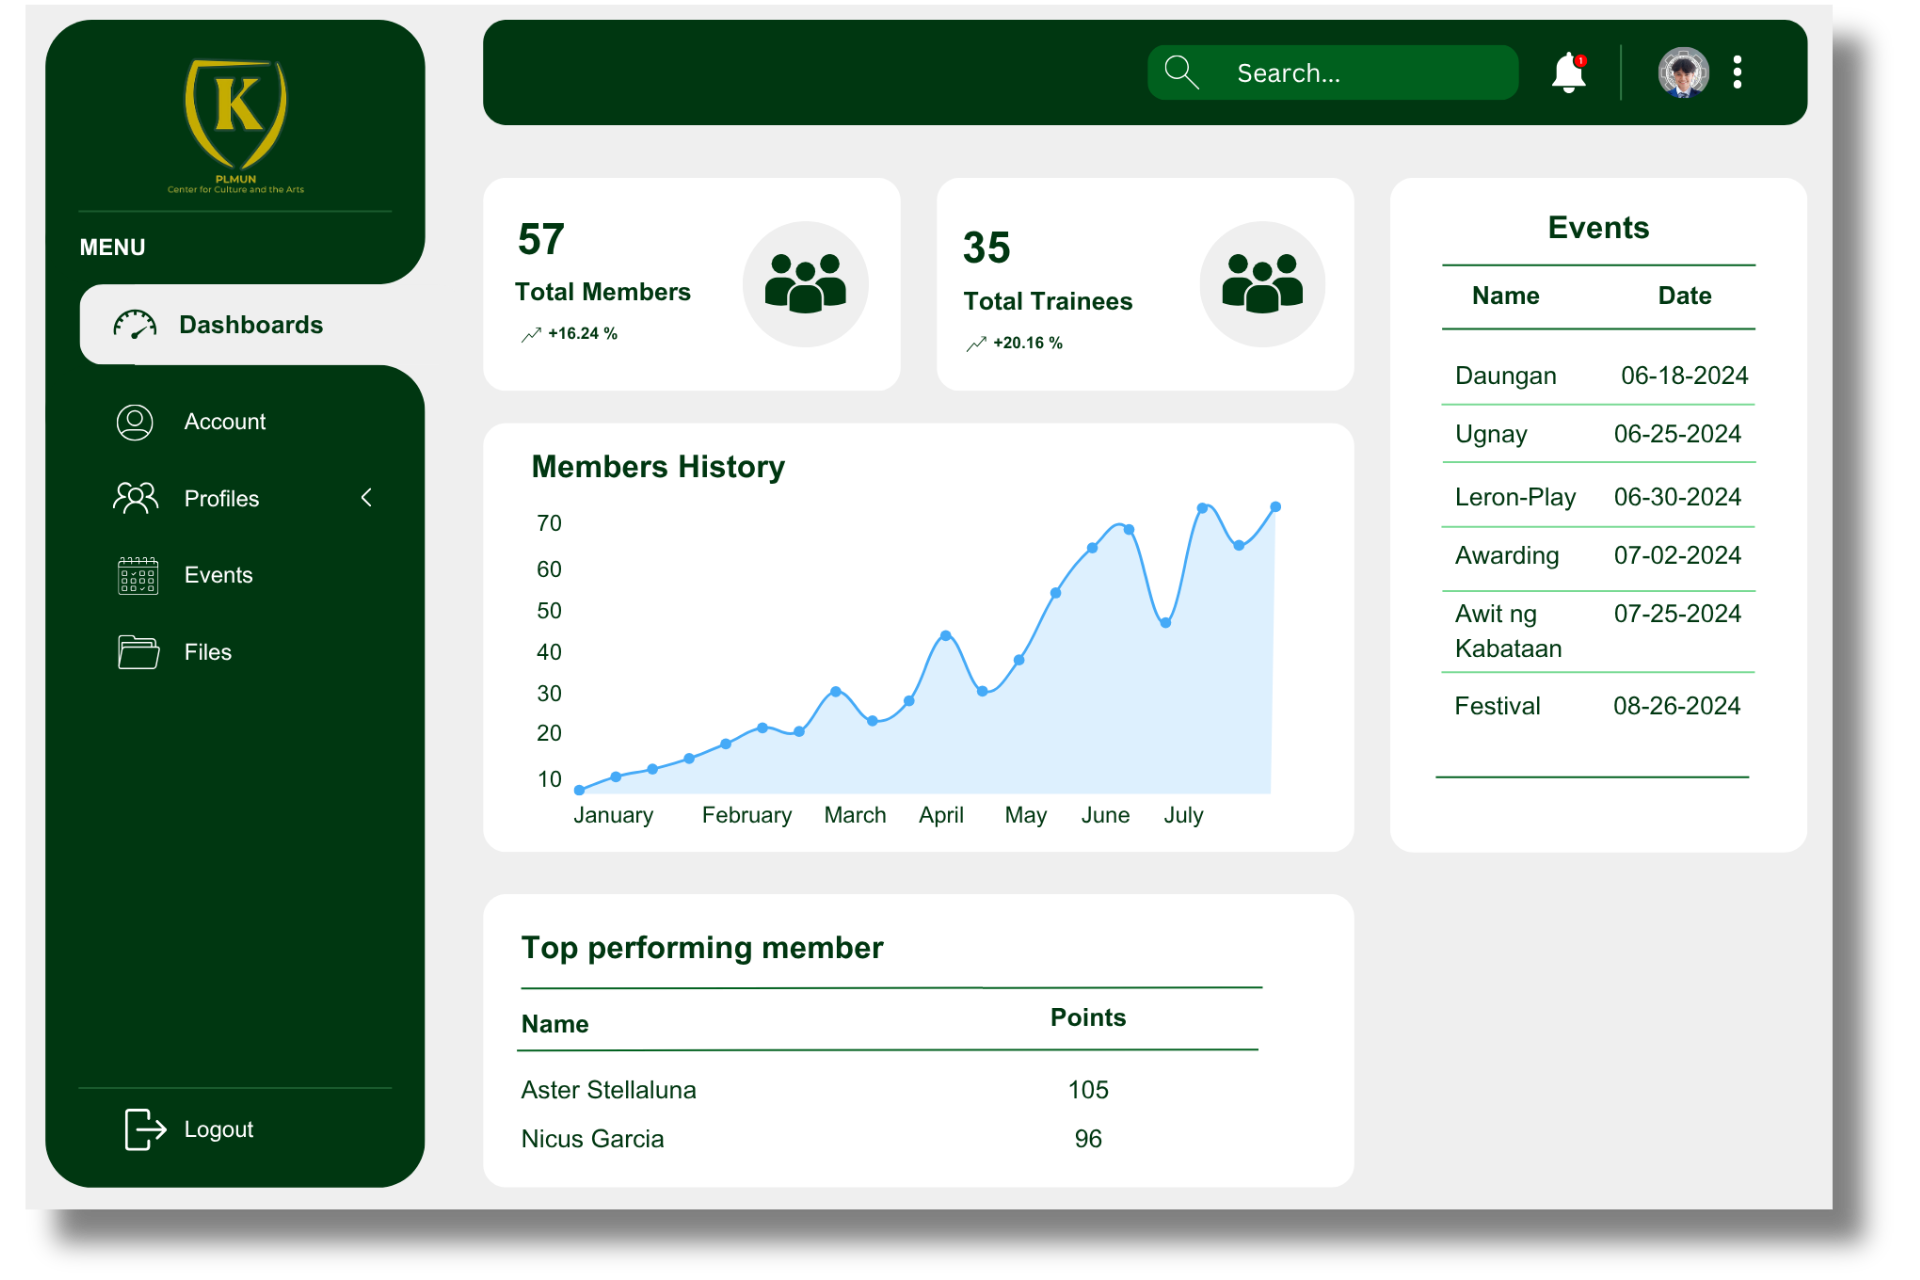 K
PLMUN
Center for Culture and the Arts
MENU
Dashboards
Account
Profiles
Events
Files
Logout
Search...
1
57
Total Members
+16.24 %
35
Total Trainees
+20.16 %
Members History
70
60
50
40
30
20
10
January February March April May June July
Events
Name Date
Daungan 06-18-2024
Ugnay 06-25-2024
Leron-Play 06-30-2024
Awarding 07-02-2024
Awit ng 07-25-2024
Kabataan
Festival 08-26-2024
Top performing member
Name Points
Aster Stellaluna 105
Nicus Garcia 96